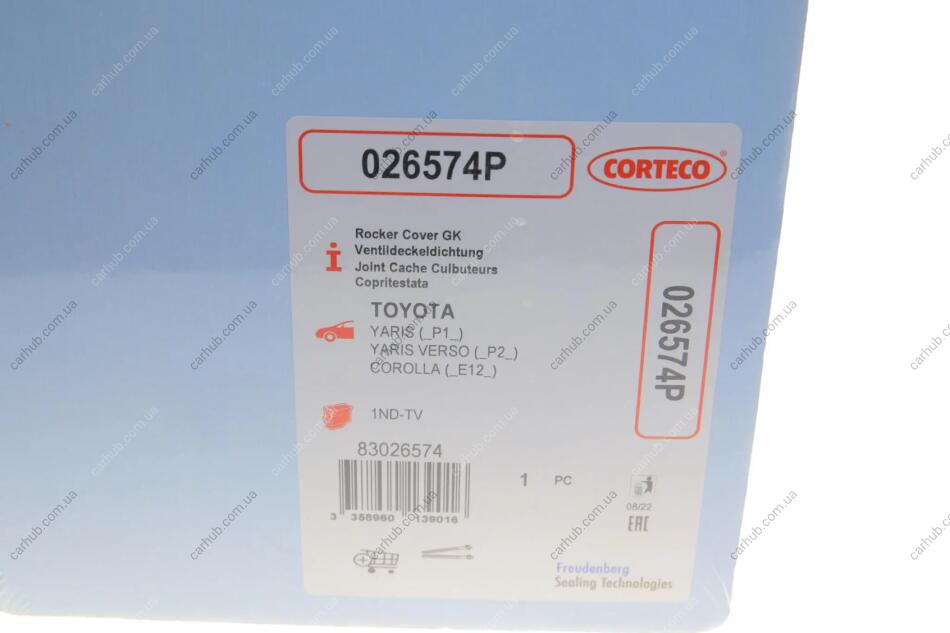 026574P
CORTECO®
Rocker Cover GK
Ventildeckeldichtung
Joint Cache Culbuteurs
Copritestata
TOYOTA
YARIS (_P1_)
YARIS VERSO (_P2_)
COROLLA (_E12_)
1ND-TV
83026574
3 358960 139016
1 PC
08/22
EAC
026574P
Freudenberg
Sealing Technologies
carhub.com.ua